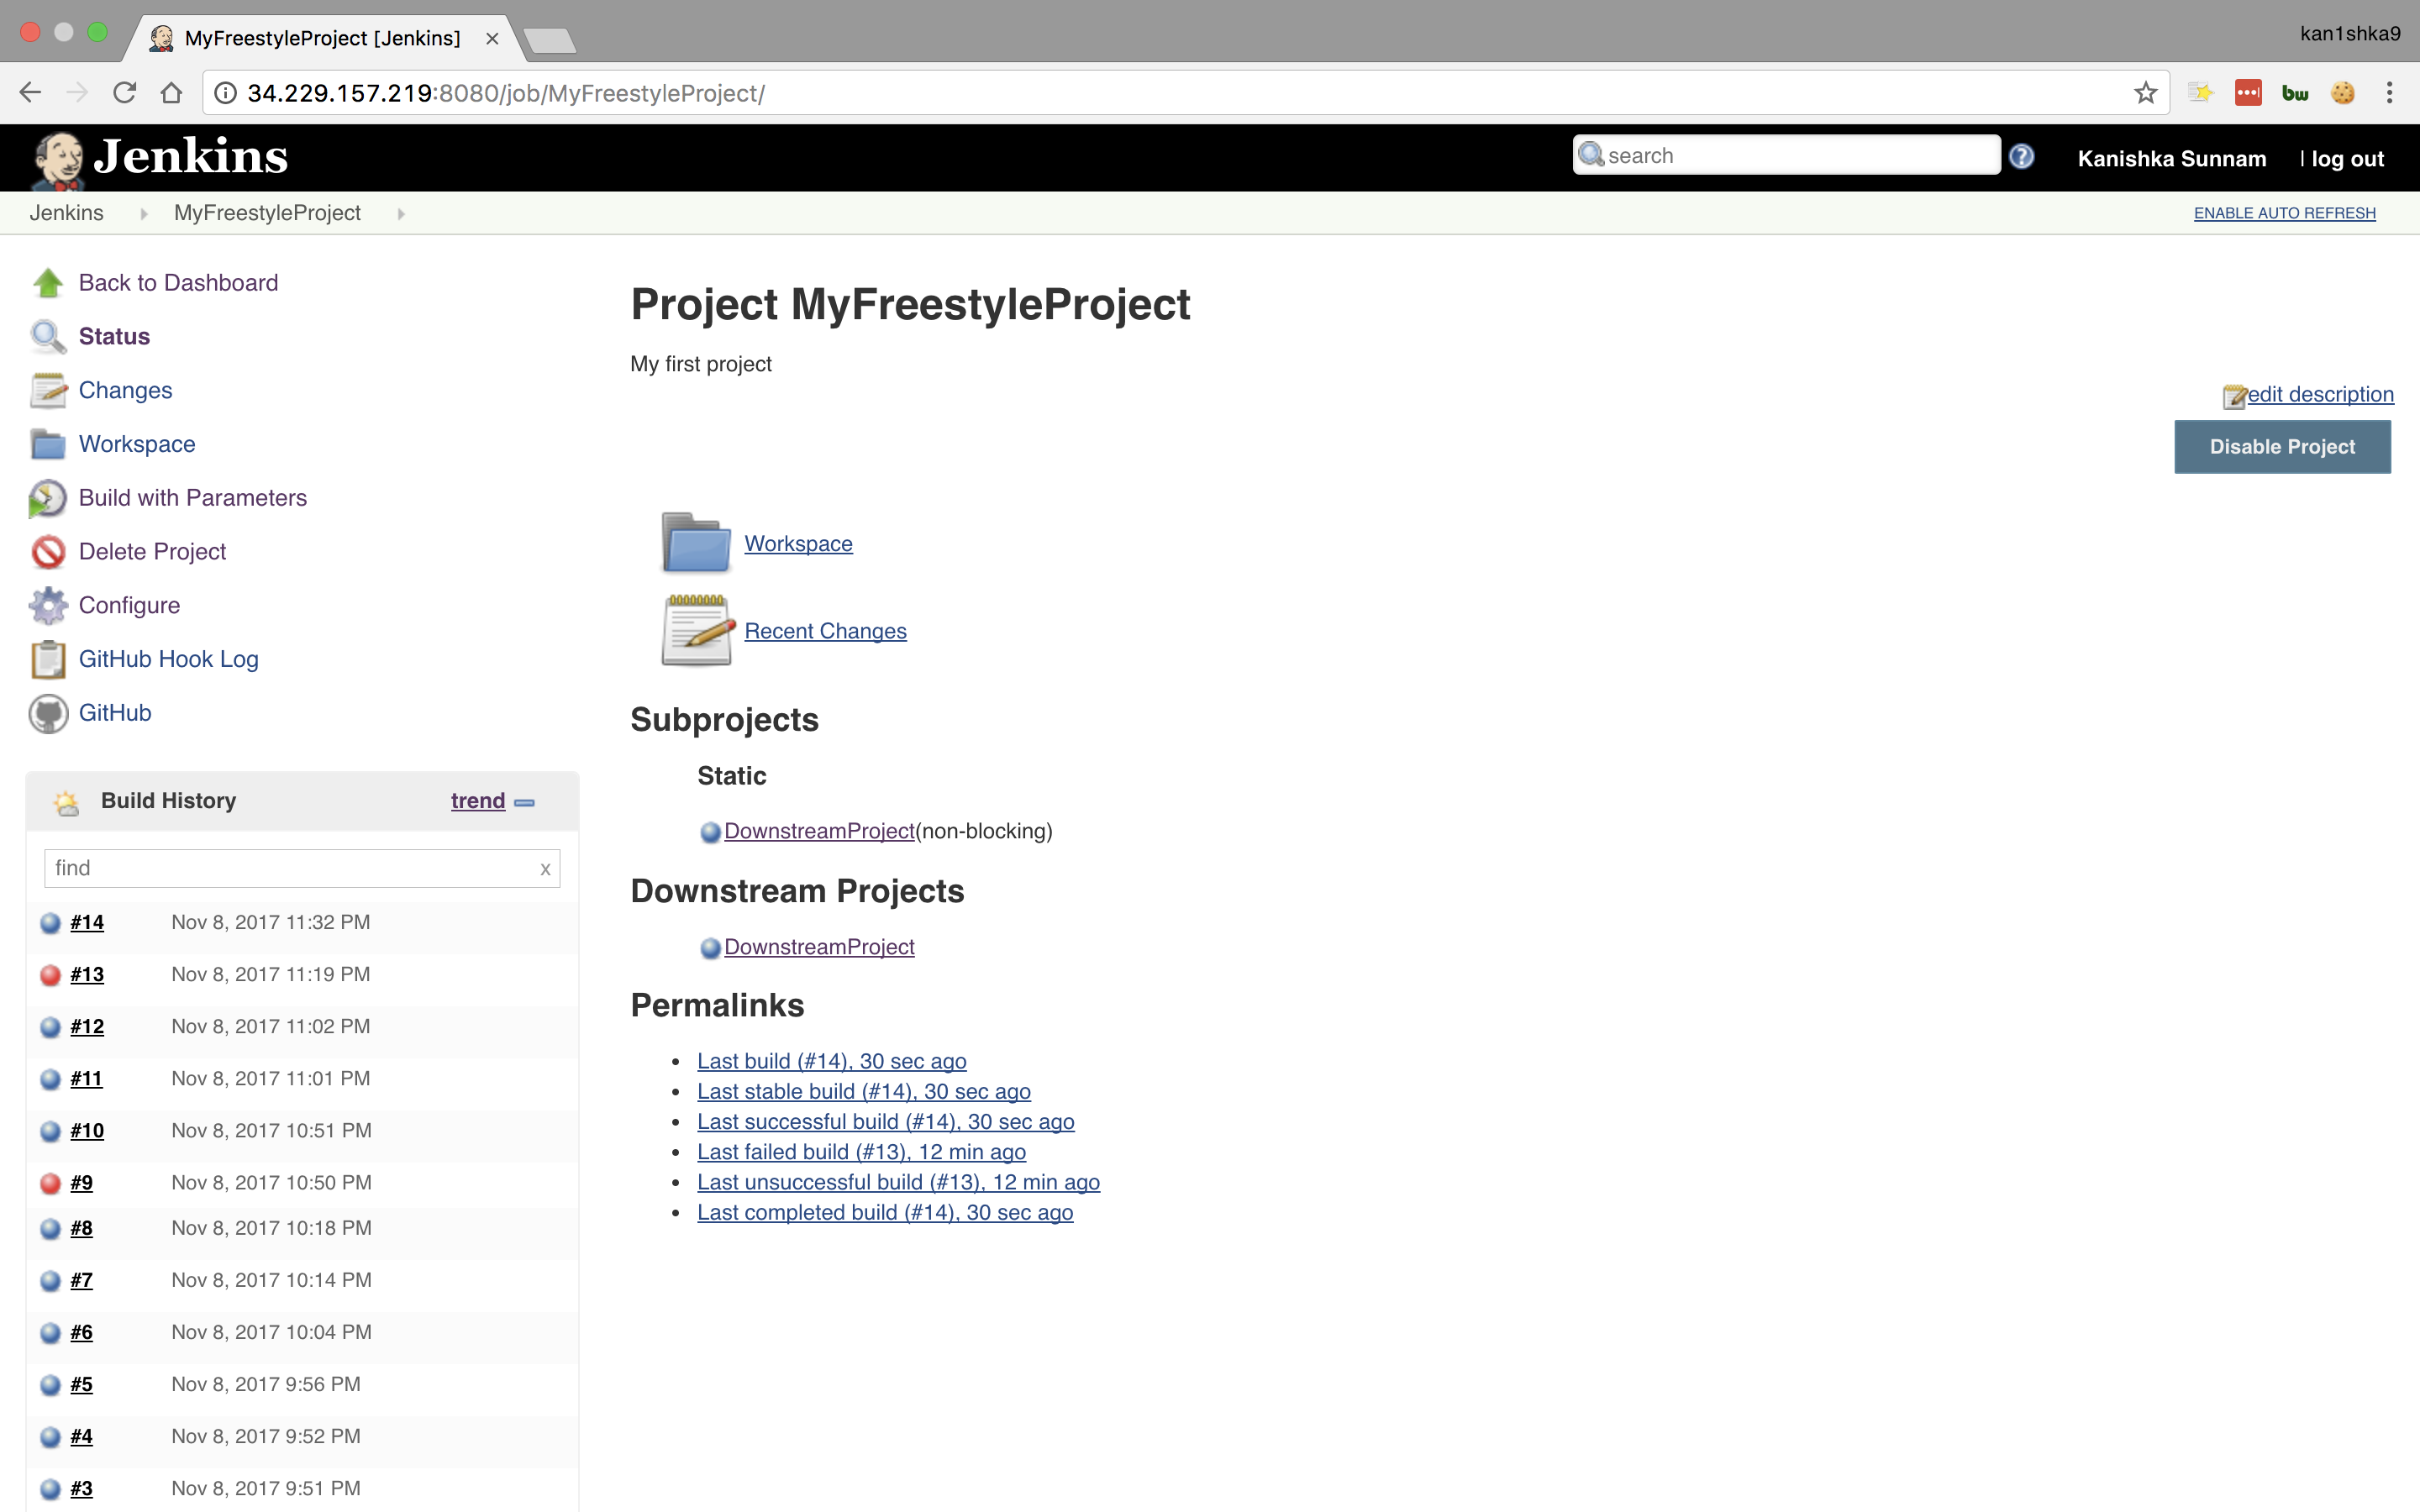 MyFreestyleProject [Jenkins]
kan1shka9
34.229.157.219:8080/job/MyFreestyleProject/
bw
Jenkins
search
Kanishka Sunnam | log out
Jenkins MyFreestyleProject
ENABLE AUTO REFRESH
Back to Dashboard
Status
Changes
Workspace
Build with Parameters
Delete Project
Configure
GitHub Hook Log
GitHub
Build History trend
find x
#14 Nov 8, 2017 11:32 PM
#13 Nov 8, 2017 11:19 PM
#12 Nov 8, 2017 11:02 PM
#11 Nov 8, 2017 11:01 PM
#10 Nov 8, 2017 10:51 PM
#9 Nov 8, 2017 10:50 PM
#8 Nov 8, 2017 10:18 PM
#7 Nov 8, 2017 10:14 PM
#6 Nov 8, 2017 10:04 PM
#5 Nov 8, 2017 9:56 PM
#4 Nov 8, 2017 9:52 PM
#3 Nov 8, 2017 9:51 PM
Project MyFreestyleProject
My first project
edit description
Disable Project
Workspace
Recent Changes
Subprojects
Static
DownstreamProject(non-blocking)
Downstream Projects
DownstreamProject
Permalinks
Last build (#14), 30 sec ago
Last stable build (#14), 30 sec ago
Last successful build (#14), 30 sec ago
Last failed build (#13), 12 min ago
Last unsuccessful build (#13), 12 min ago
Last completed build (#14), 30 sec ago